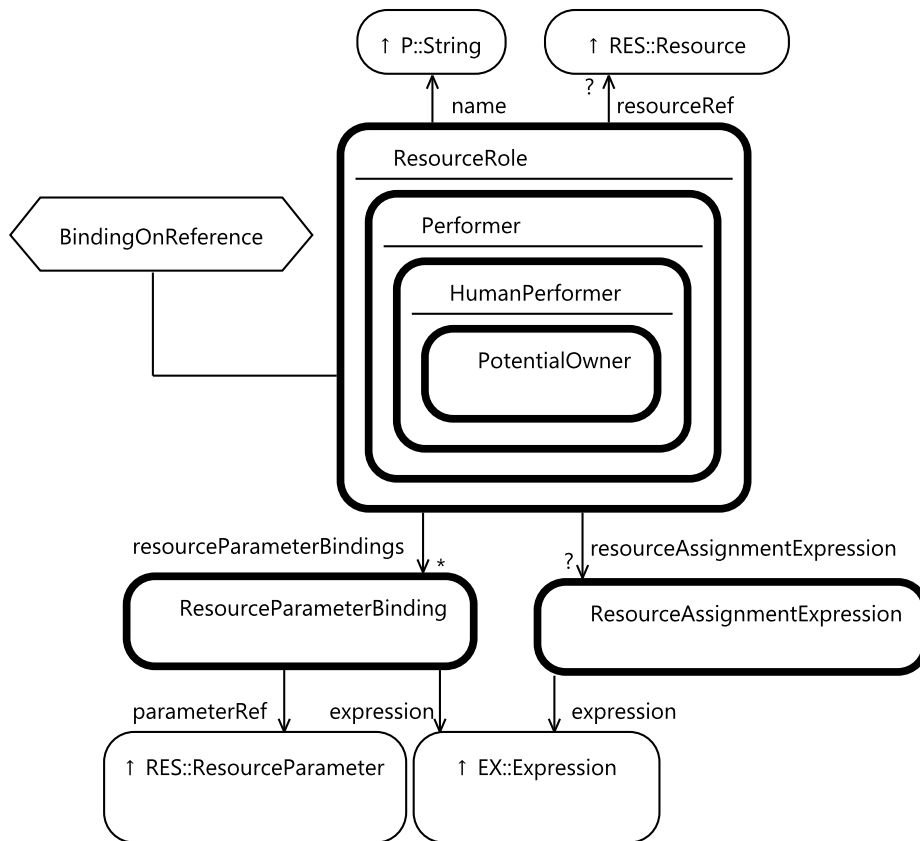 ↑ P::String
↑ RES::Resource
?
name
resourceRef
ResourceRole
BindingOnReference
Performer
HumanPerformer
PotentialOwner
resourceParameterBindings
*
?
resourceAssignmentExpression
ResourceParameterBinding
ResourceAssignmentExpression
parameterRef
expression
expression
↑ RES::ResourceParameter
↑ EX::Expression